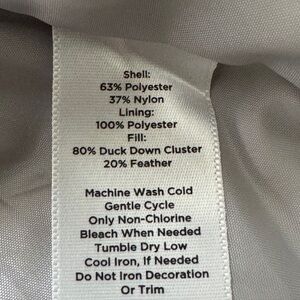 Shell:
63% Polyester
37% Nylon
Lining:
100% Polyester
Fill:
80% Duck Down Cluster
20% Feather
Machine Wash Cold
Gentle Cycle
Only Non-Chlorine
Bleach When Needed
Tumble Dry Low
Cool Iron, If Needed
Do Not Iron Decoration
Or Trim